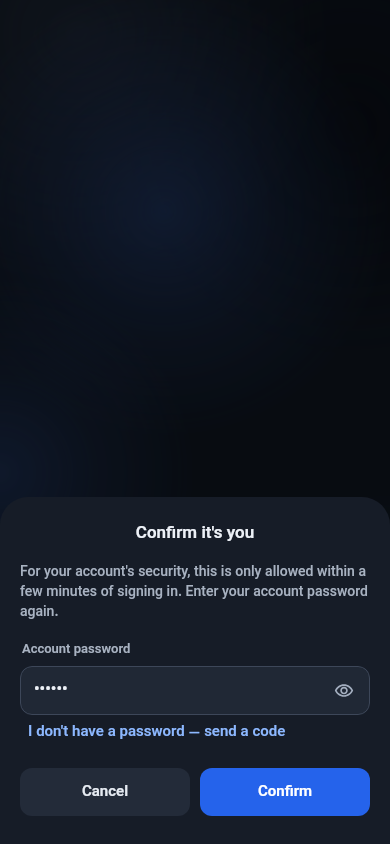 Confirm it's you
For your account's security, this is only allowed within a
few minutes of signing in. Enter your account password
again.
Account password
••••••
I don't have a password — send a code
Cancel
Confirm